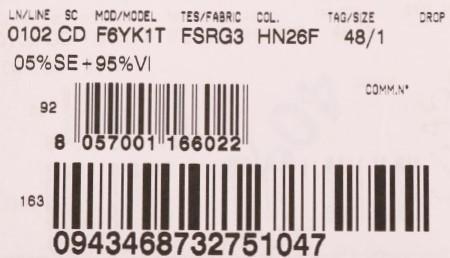 LN/LINE SC MOD/MODEL TES/FABRIC COL. TAG/SIZE DROP
0102 CD F6YK1T FSRG3 HN26F 48/1
05%SE+95%VI
COMM.N°
92
8 057001 166022
163
0943468732751047